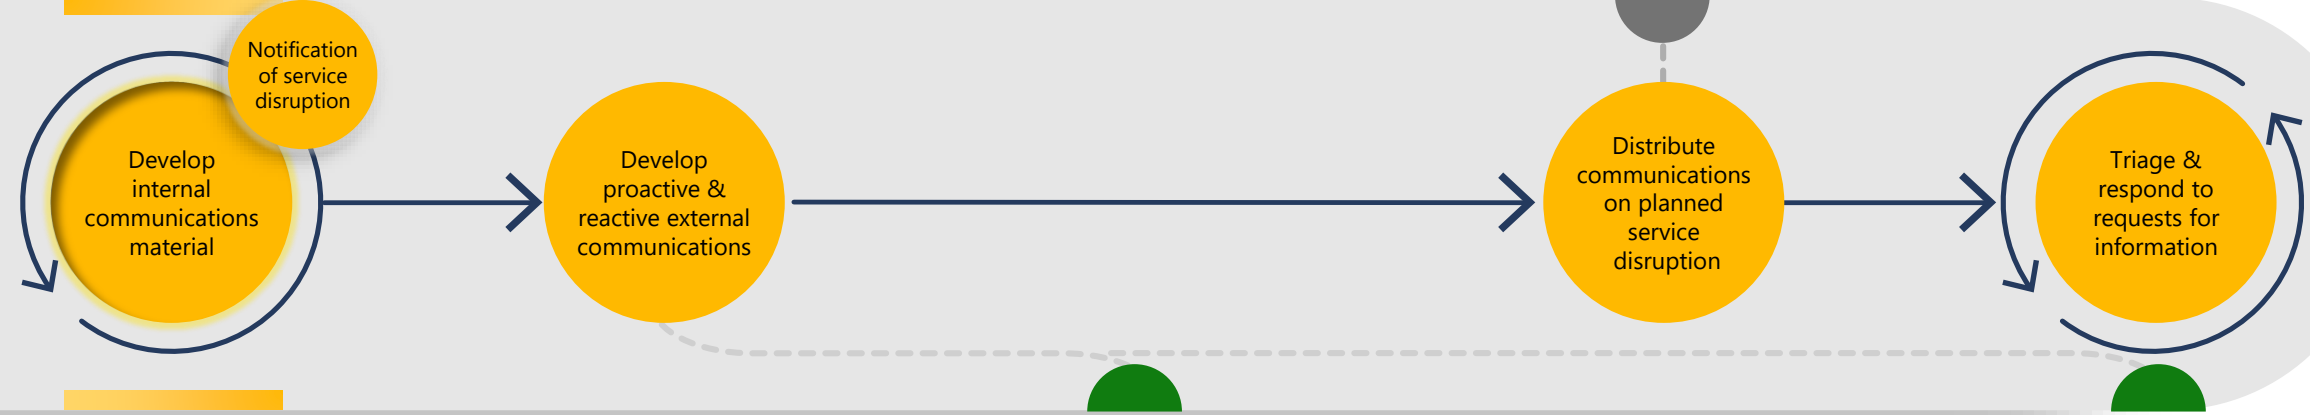 Notification
of service
disruption
Develop
internal
communications
material
Develop
proactive &
reactive external
communications
Distribute
communications
on planned
service
disruption
Triage &
respond to
requests for
information